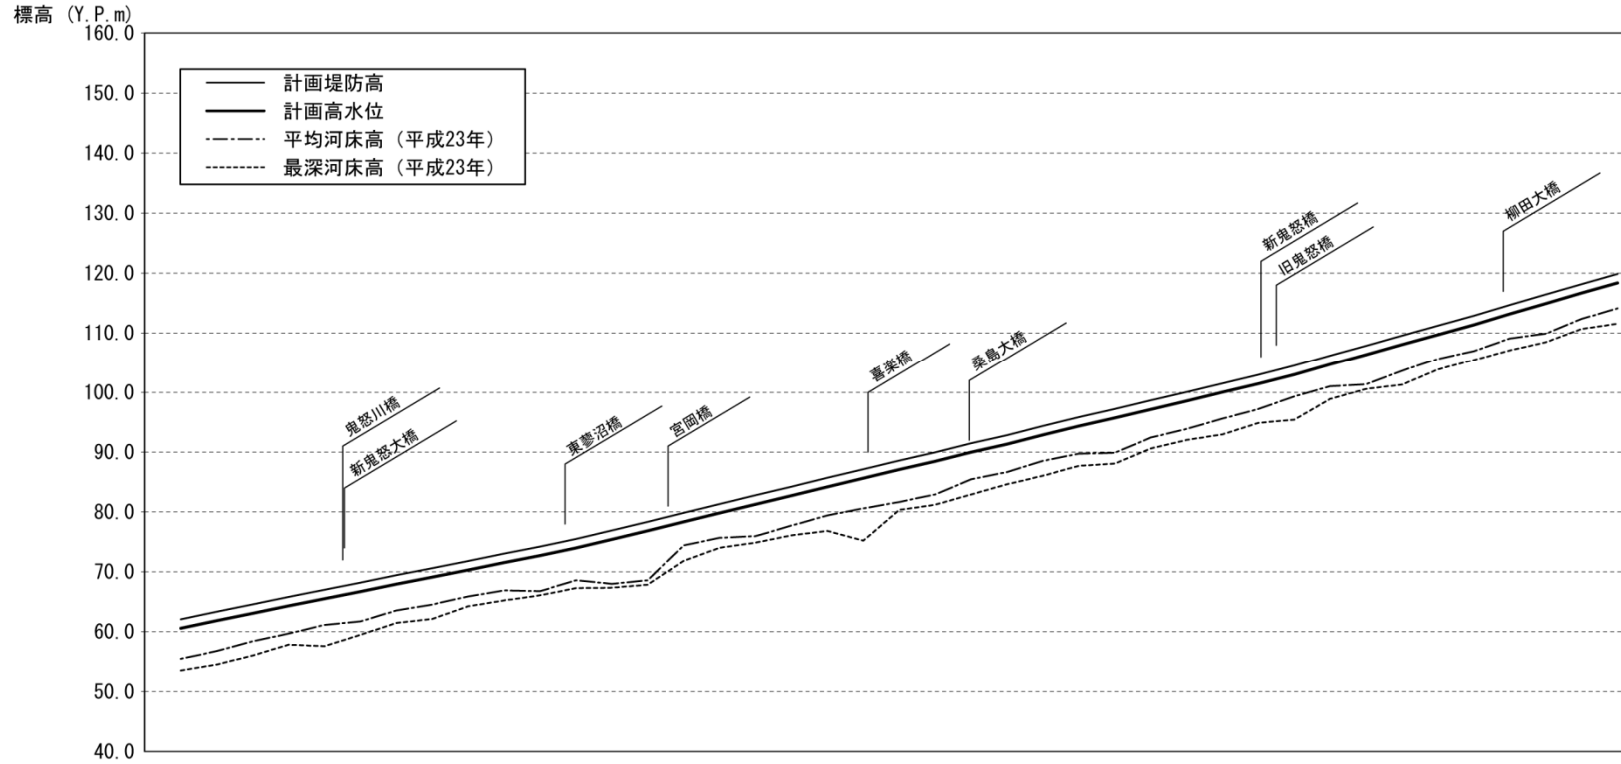 標高 (Y.P.m)
160.0
150.0
140.0
130.0
120.0
110.0
100.0
90.0
80.0
70.0
60.0
50.0
40.0
計画堤防高
計画高水位
平均河床高（平成23年）
最深河床高（平成23年）
鬼怒川橋
新鬼怒大橋
東蓼沼橋
宮岡橋
喜楽橋
桑島大橋
新鬼怒橋
旧鬼怒橋
柳田大橋